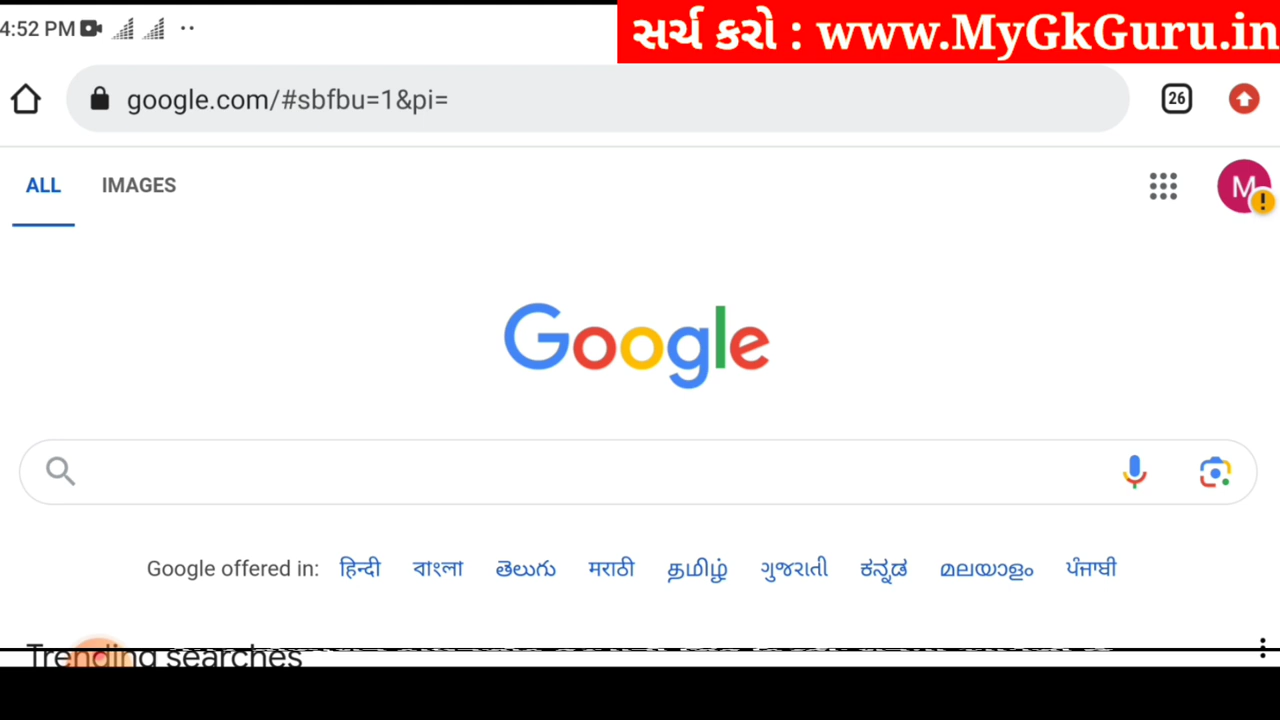 4:52 PM
સર્ચ કરો : www.MyGkGuru.in
google.com/#sbfbu=1&pi=
26
ALL IMAGES
M
Google
Google offered in: हिन्दी বাংলা తెలుగు मराठी தமிழ் ગુજરાતી ಕನ್ನಡ മലയാളം ਪੰਜਾਬੀ
Trending searches